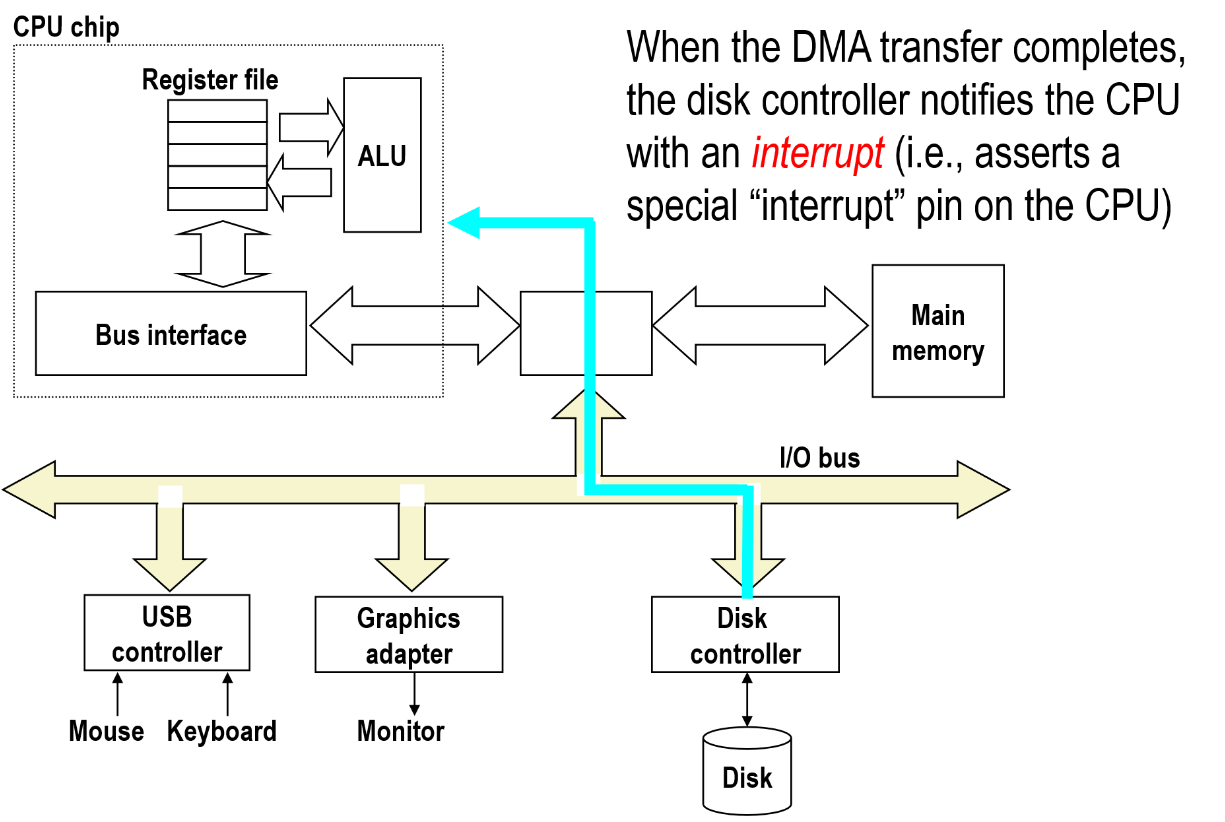 CPU chip
When the DMA transfer completes,
the disk controller notifies the CPU
with an interrupt (i.e., asserts a
special “interrupt” pin on the CPU)
Register file
ALU
Bus interface
Main
memory
I/O bus
USB
controller
Graphics
adapter
Disk
controller
Mouse
Keyboard
Monitor
Disk